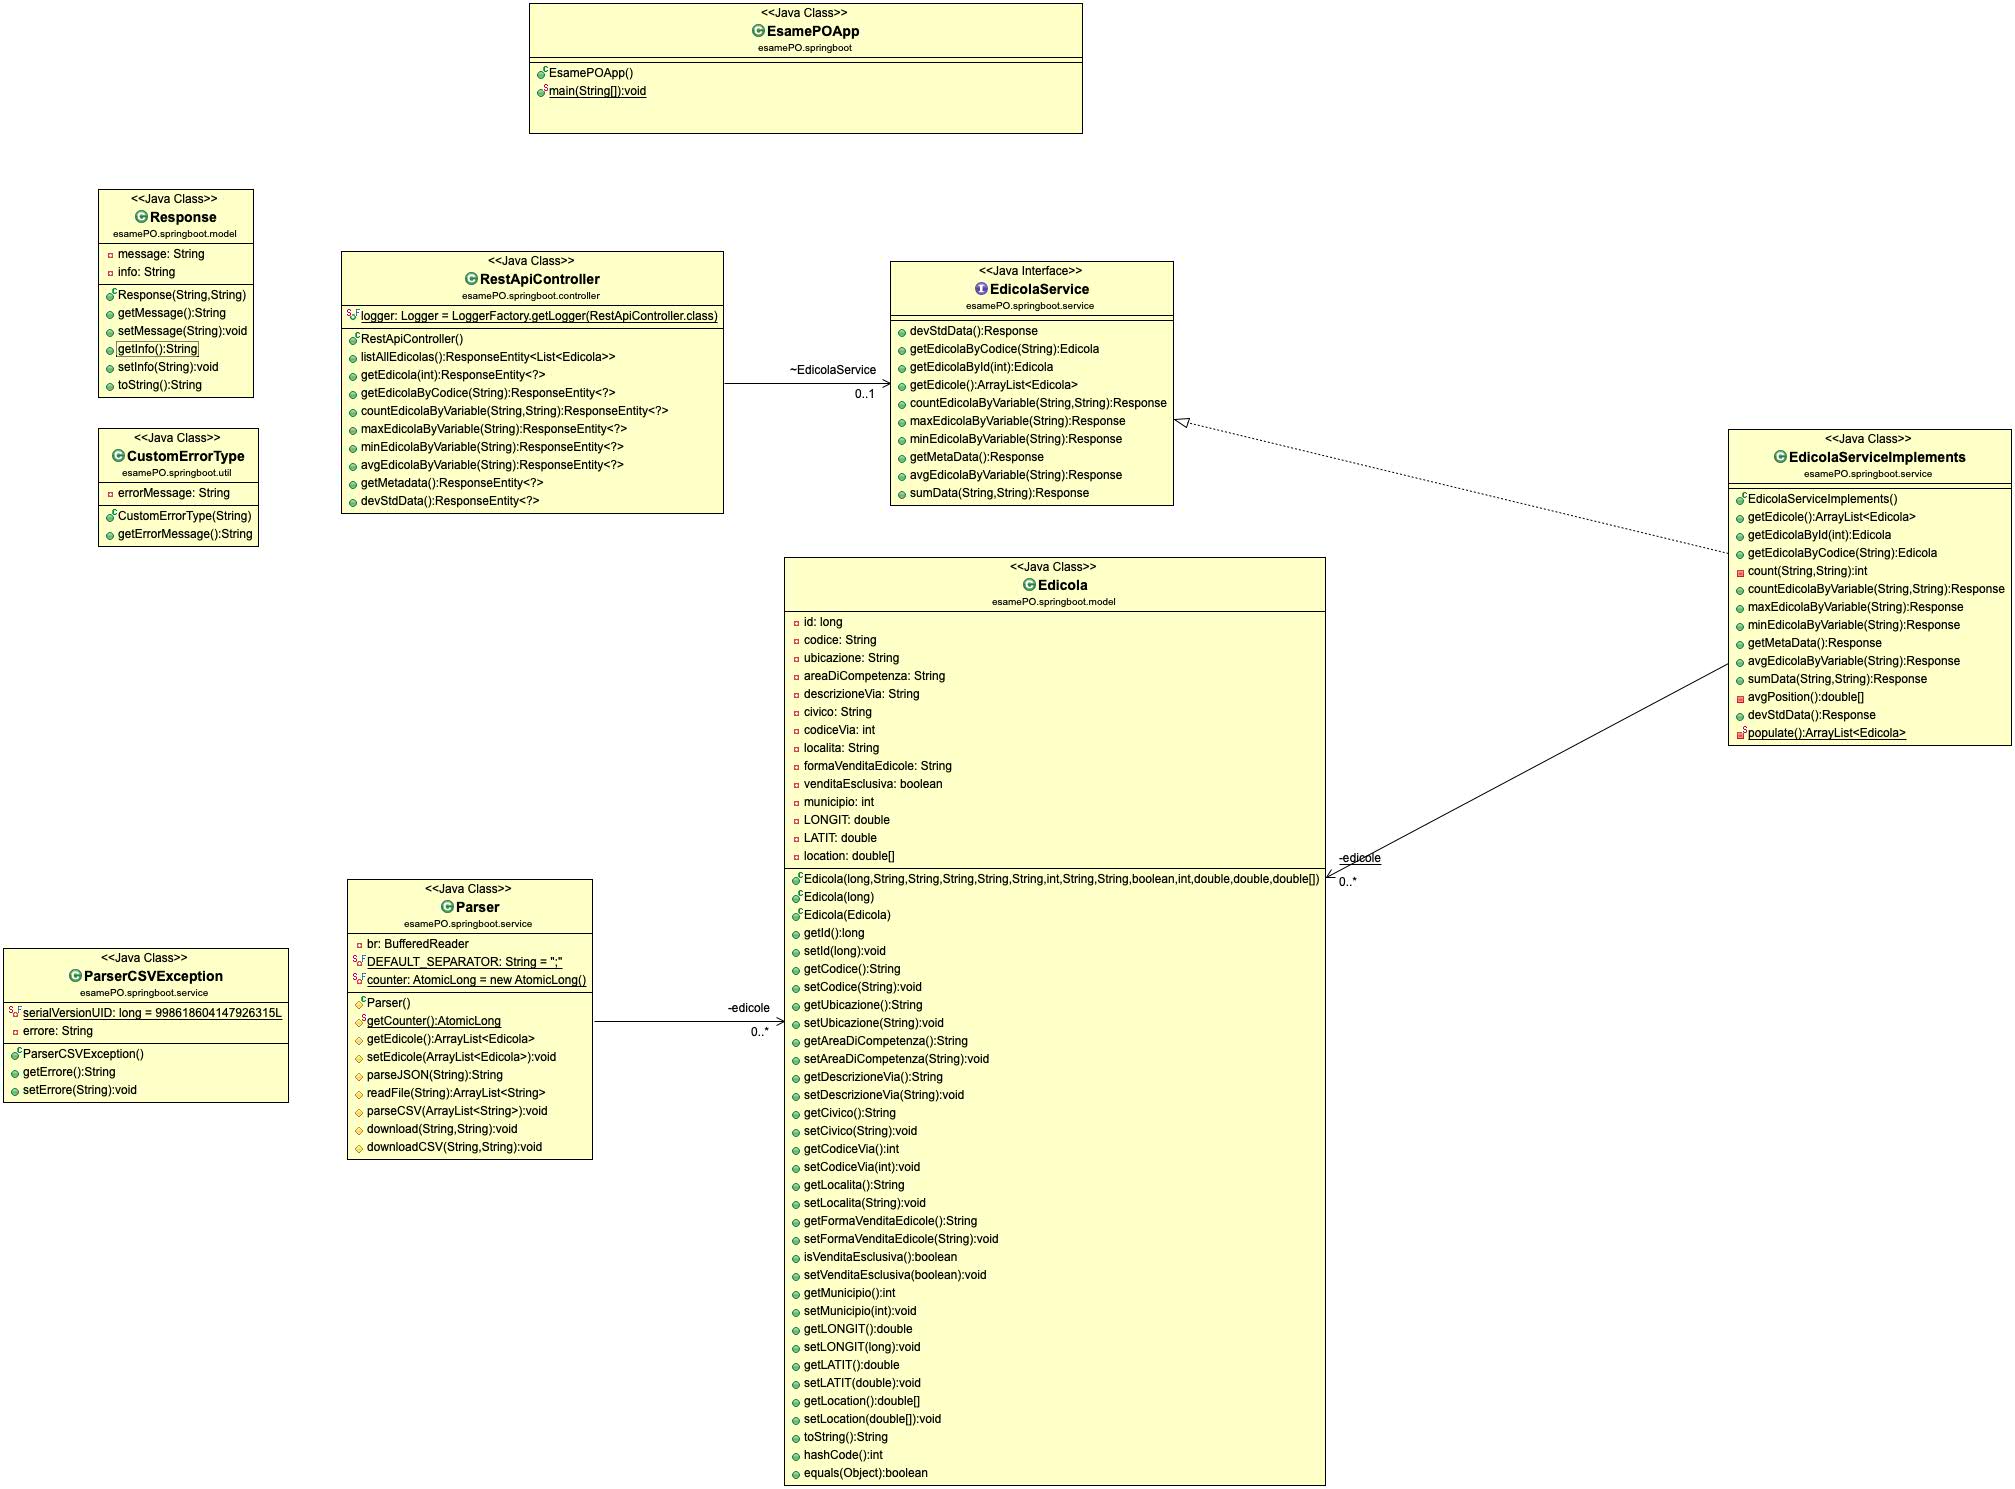 <<Java Class>>
EsamePOApp
esamePO.springboot
EsamePOApp()
main(String[]):void
<<Java Class>>
Response
esamePO.springboot.model
message: String
info: String
Response(String,String)
getMessage():String
setMessage(String):void
getInfo():String
setInfo(String):void
toString():String
<<Java Class>>
CustomErrorType
esamePO.springboot.util
errorMessage: String
CustomErrorType(String)
getErrorMessage():String
<<Java Class>>
RestApiController
esamePO.springboot.controller
logger: Logger = LoggerFactory.getLogger(RestApiController.class)
RestApiController()
listAllEdicolas():ResponseEntity<List<Edicola>>
getEdicola(int):ResponseEntity<?>
getEdicolaByCodice(String):ResponseEntity<?>
countEdicolaByVariable(String,String):ResponseEntity<?>
maxEdicolaByVariable(String):ResponseEntity<?>
minEdicolaByVariable(String):ResponseEntity<?>
avgEdicolaByVariable(String):ResponseEntity<?>
getMetadata():ResponseEntity<?>
devStdData():ResponseEntity<?>
~EdicolaService
0..1
<<Java Interface>>
EdicolaService
esamePO.springboot.service
devStdData():Response
getEdicolaByCodice(String):Edicola
getEdicolaById(int):Edicola
getEdicole():ArrayList<Edicola>
countEdicolaByVariable(String,String):Response
maxEdicolaByVariable(String):Response
minEdicolaByVariable(String):Response
getMetaData():Response
avgEdicolaByVariable(String):Response
sumData(String,String):Response
<<Java Class>>
EdicolaServiceImplements
esamePO.springboot.service
EdicolaServiceImplements()
getEdicole():ArrayList<Edicola>
getEdicolaById(int):Edicola
getEdicolaByCodice(String):Edicola
count(String,String):int
countEdicolaByVariable(String,String):Response
maxEdicolaByVariable(String):Response
minEdicolaByVariable(String):Response
getMetaData():Response
avgEdicolaByVariable(String):Response
sumData(String,String):Response
avgPosition():double[]
devStdData():Response
populate():ArrayList<Edicola>
-edicole
0..*
<<Java Class>>
Edicola
esamePO.springboot.model
id: long
codice: String
ubicazione: String
areaDiCompetenza: String
descrizioneVia: String
civico: String
codiceVia: int
localita: String
formaVenditaEdicole: String
venditaEsclusiva: boolean
municipio: int
LONGIT: double
LATIT: double
location: double[]
Edicola(long,String,String,String,String,String,int,String,String,boolean,int,double,double,double[])
Edicola(long)
Edicola(Edicola)
getId():long
setId(long):void
getCodice():String
setCodice(String):void
getUbicazione():String
setUbicazione(String):void
getAreaDiCompetenza():String
setAreaDiCompetenza(String):void
getDescrizioneVia():String
setDescrizioneVia(String):void
getCivico():String
setCivico(String):void
getCodiceVia():int
setCodiceVia(int):void
getLocalita():String
setLocalita(String):void
getFormaVenditaEdicole():String
setFormaVenditaEdicole(String):void
isVenditaEsclusiva():boolean
setVenditaEsclusiva(boolean):void
getMunicipio():int
setMunicipio(int):void
getLONGIT():double
setLONGIT(long):void
getLATIT():double
setLATIT(double):void
getLocation():double[]
setLocation(double[]):void
toString():String
hashCode():int
equals(Object):boolean
<<Java Class>>
Parser
esamePO.springboot.service
br: BufferedReader
DEFAULT_SEPARATOR: String = ";"
counter: AtomicLong = new AtomicLong()
Parser()
getCounter():AtomicLong
getEdicole():ArrayList<Edicola>
setEdicole(ArrayList<Edicola>):void
parseJSON(String):String
readFile(String):ArrayList<String>
parseCSV(ArrayList<String>):void
download(String,String):void
downloadCSV(String,String):void
-edicole
0..*
<<Java Class>>
ParserCSVException
esamePO.springboot.service
serialVersionUID: long = 998618604147926315L
errore: String
ParserCSVException()
getErrore():String
setErrore(String):void